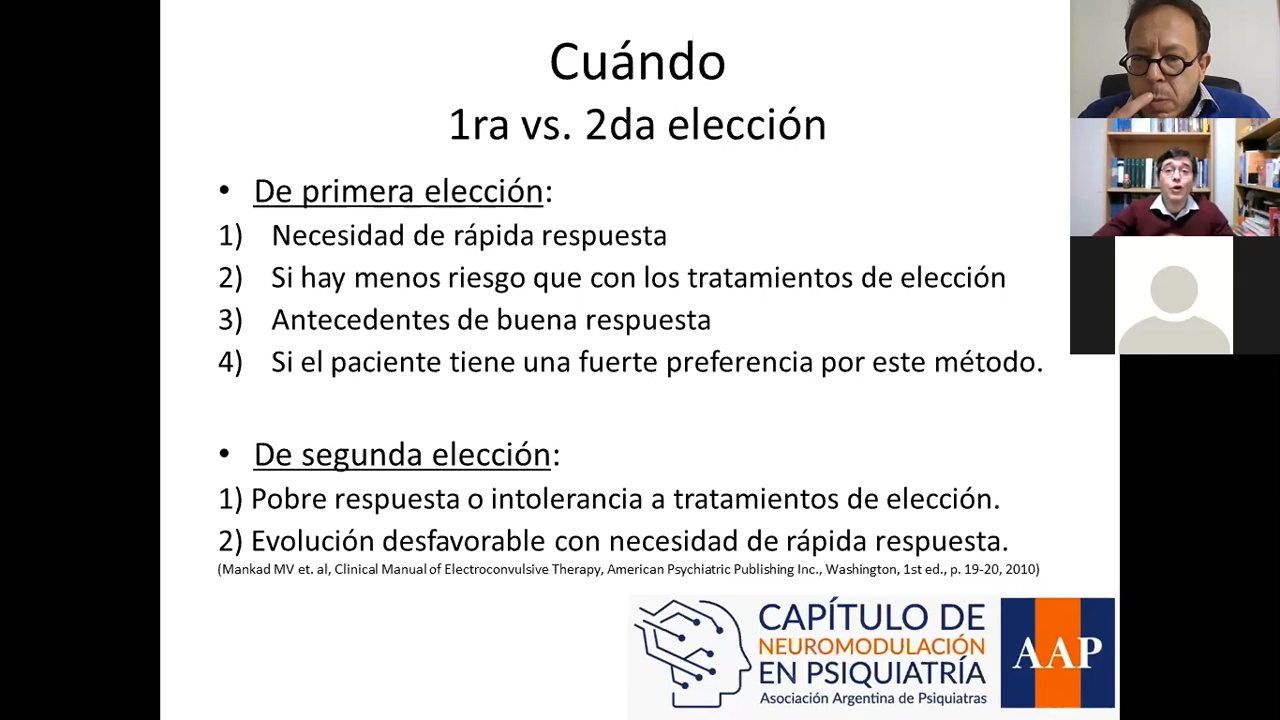 Cuándo
1ra vs. 2da elección
• De primera elección:
1) Necesidad de rápida respuesta
2) Si hay menos riesgo que con los tratamientos de elección
3) Antecedentes de buena respuesta
4) Si el paciente tiene una fuerte preferencia por este método.
• De segunda elección:
1) Pobre respuesta o intolerancia a tratamientos de elección.
2) Evolución desfavorable con necesidad de rápida respuesta.
(Mankad MV et. al, Clinical Manual of Electroconvulsive Therapy, American Psychiatric Publishing Inc., Washington, 1st ed., p. 19-20, 2010)
CAPÍTULO DE
NEUROMODULACIÓN
EN PSIQUIATRÍA
Asociación Argentina de Psiquiatras
AAP